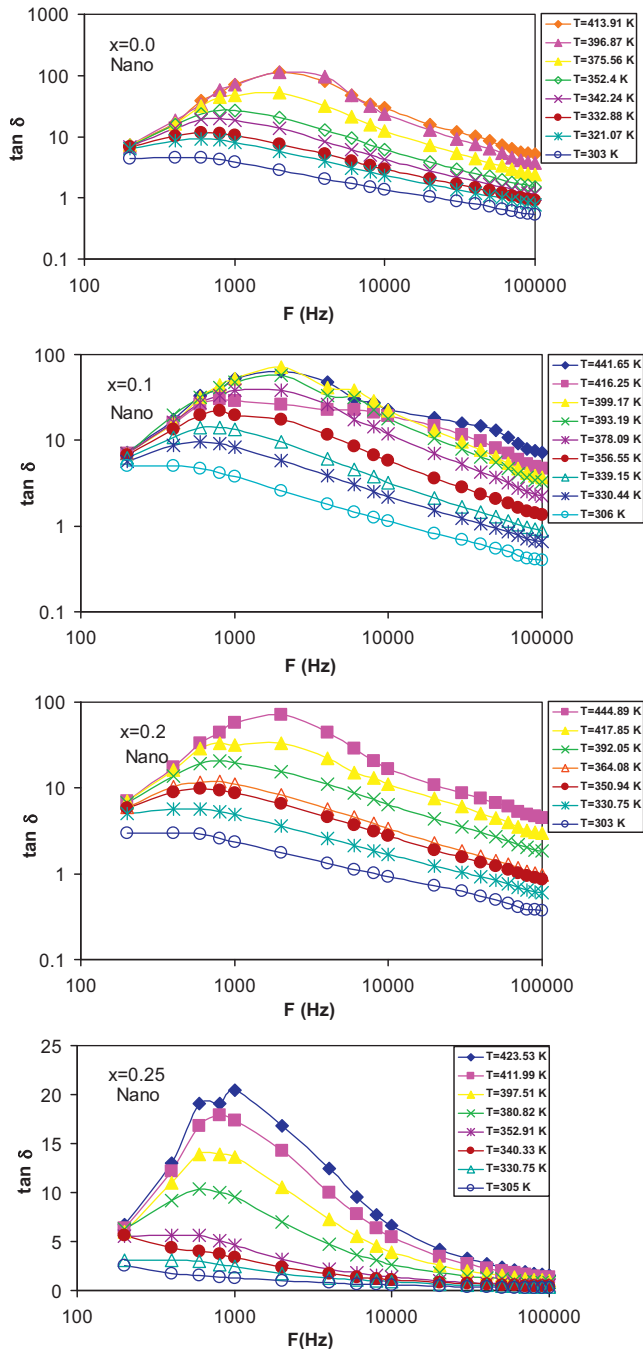 1000
100
10
1
0.1
tan δ
x=0.0
Nano
100
1000
10000
100000
F (Hz)
T=413.91 K
T=396.87 K
T=375.56 K
T=352.4 K
T=342.24 K
T=332.88 K
T=321.07 K
T=303 K
100
10
1
0.1
tan δ
x=0.1
Nano
100
1000
10000
100000
F (Hz)
T=441.65 K
T=416.25 K
T=399.17 K
T=393.19 K
T=378.09 K
T=356.55 K
T=339.15 K
T=330.44 K
T=306 K
100
10
1
0.1
tan δ
x=0.2
Nano
100
1000
10000
100000
F (Hz)
T=444.89 K
T=417.85 K
T=392.05 K
T=364.08 K
T=350.94 K
T=330.75 K
T=303 K
25
20
15
10
5
0
tan δ
x=0.25
Nano
100
1000
10000
100000
F(Hz)
T=423.53 K
T=411.99 K
T=397.51 K
T=380.82 K
T=352.91 K
T=340.33 K
T=330.75 K
T=305 K